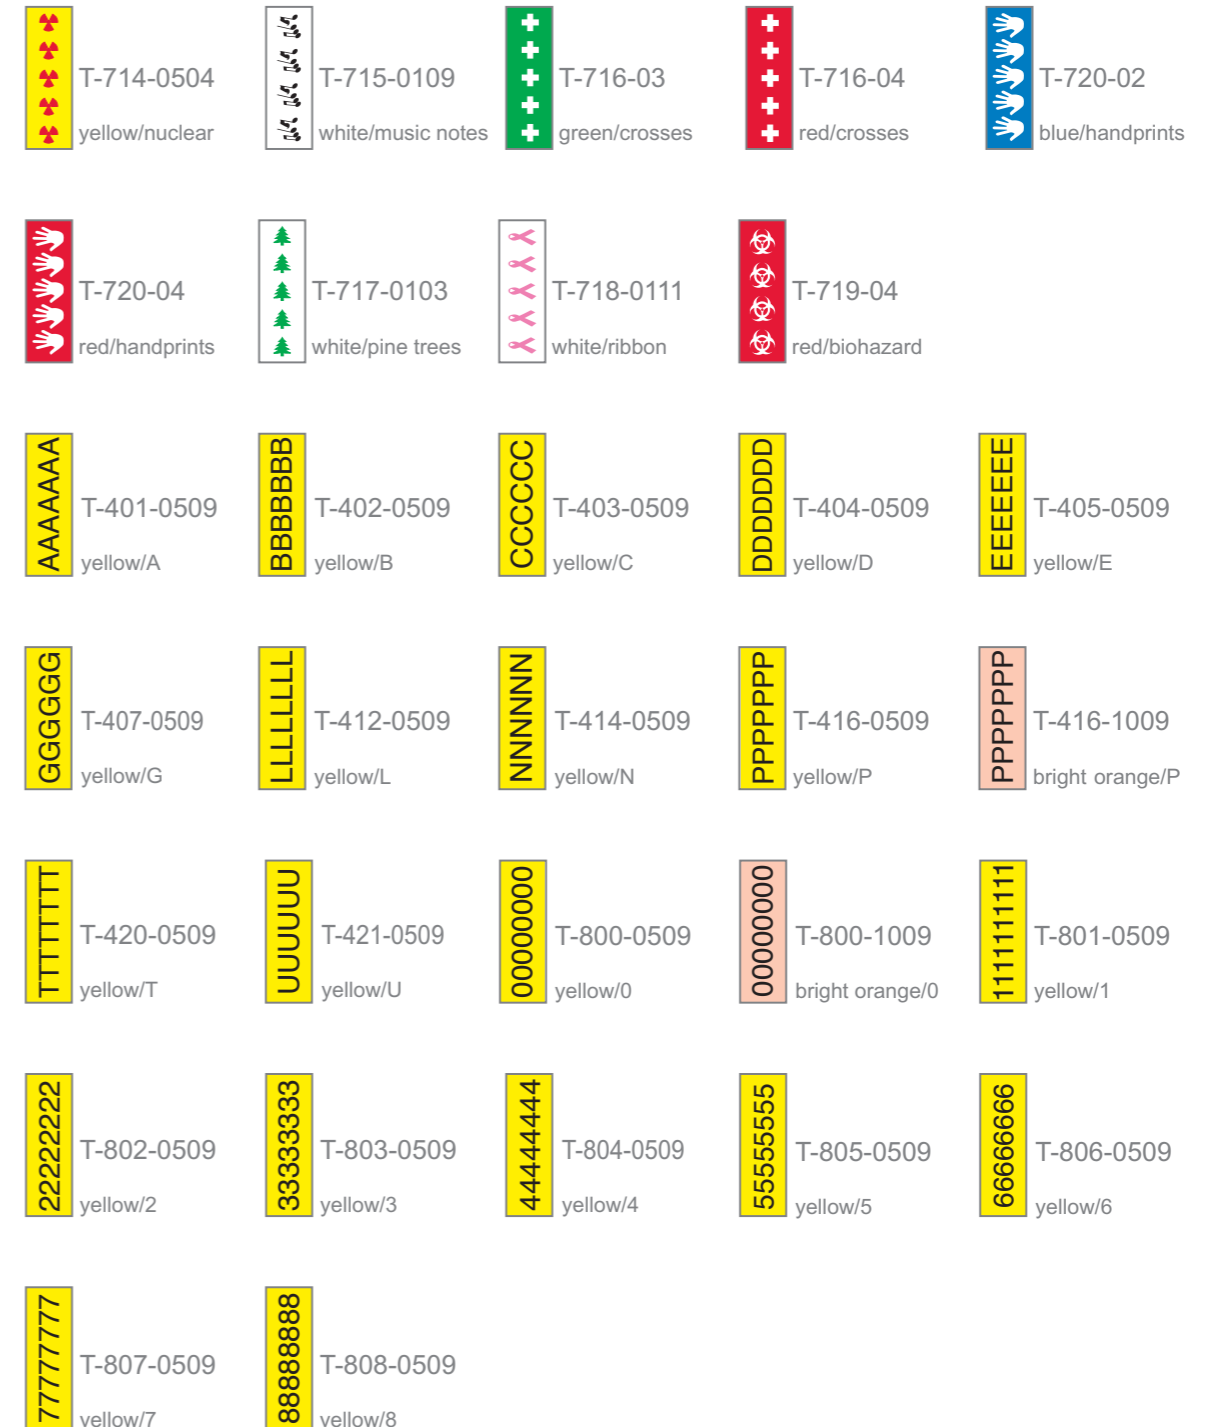 T-714-0504
yellow/nuclear
T-715-0109
white/music notes
T-716-03
green/crosses
T-716-04
red/crosses
T-720-02
blue/handprints
T-720-04
red/handprints
T-717-0103
white/pine trees
T-718-0111
white/ribbon
T-719-04
red/biohazard
AAAAAAA
T-401-0509
yellow/A
BBBBBBB
T-402-0509
yellow/B
CCCCCC
T-403-0509
yellow/C
DDDDDDD
T-404-0509
yellow/D
EEEEEEE
T-405-0509
yellow/E
GGGGGG
T-407-0509
yellow/G
LLLLLLLL
T-412-0509
yellow/L
NNNNNN
T-414-0509
yellow/N
PPPPPPP
T-416-0509
yellow/P
PPPPPPP
T-416-1009
bright orange/P
TTTTTTTT
T-420-0509
yellow/T
UUUUUU
T-421-0509
yellow/U
00000000
T-800-0509
yellow/0
00000000
T-800-1009
bright orange/0
111111111
T-801-0509
yellow/1
22222222
T-802-0509
yellow/2
33333333
T-803-0509
yellow/3
44444444
T-804-0509
yellow/4
55555555
T-805-0509
yellow/5
66666666
T-806-0509
yellow/6
77777777
T-807-0509
yellow/7
88888888
T-808-0509
yellow/8